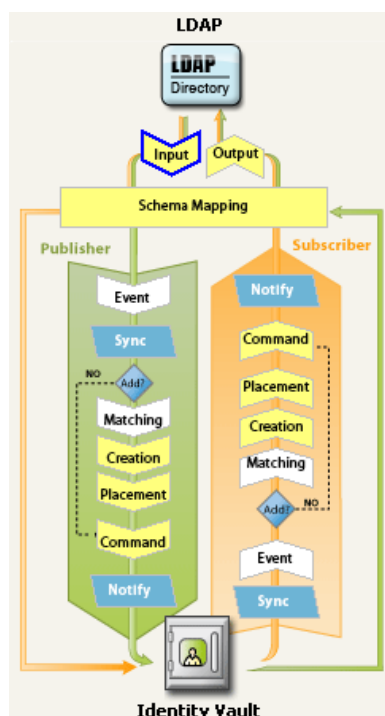 LDAP
LDAP
Directory
Input
Output
Schema Mapping
Publisher
Subscriber
Event
Sync
Add?
NO
Matching
Creation
Placement
Command
Notify
Notify
Command
Placement
Creation
Matching
Add?
NO
Event
Sync
Identity Vault